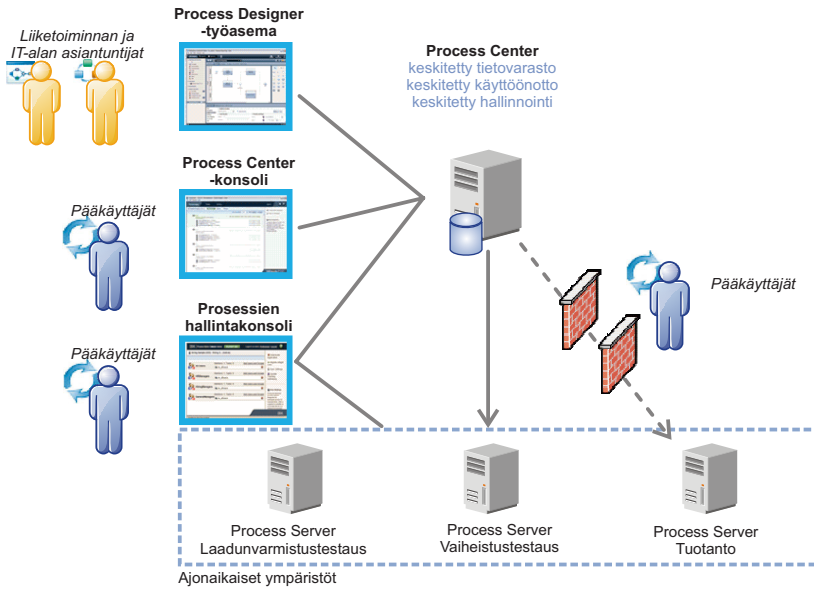 Liiketoiminnan ja
IT-alan asiantuntijat
Process Designer
-työasema
Process Center
keskitetty tietovarasto
keskitetty käyttöönotto
keskitetty hallinnointi
Process Center
-konsoli
Pääkäyttäjät
Prosessien
hallintakonsoli
Pääkäyttäjät
Pääkäyttäjät
Process Server
Laadunvarmistustestaus
Process Server
Vaiheistustestaus
Process Server
Tuotanto
Ajonaikaiset ympäristöt